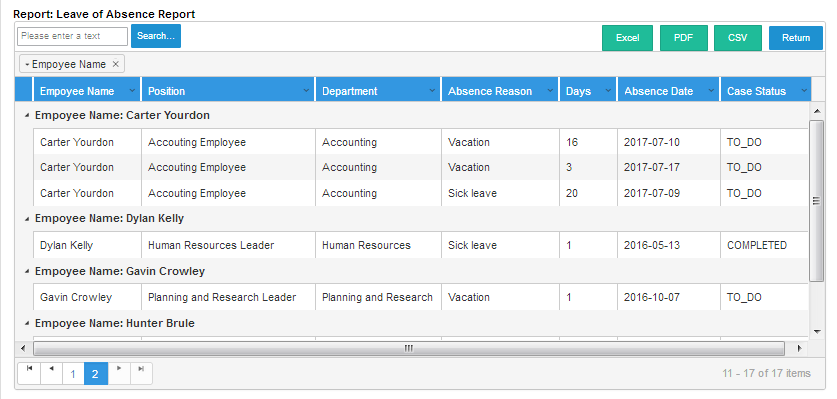 Report: Leave of Absence Report
Please enter a text Search... Excel PDF CSV Return
Empoyee Name ×
Empoyee Name Position Department Absence Reason Days Absence Date Case Status
Empoyee Name: Carter Yourdon
Carter Yourdon Accouting Employee Accounting Vacation 16 2017-07-10 TO_DO
Carter Yourdon Accouting Employee Accounting Vacation 3 2017-07-17 TO_DO
Carter Yourdon Accouting Employee Accounting Sick leave 20 2017-07-09 TO_DO
Empoyee Name: Dylan Kelly
Dylan Kelly Human Resources Leader Human Resources Sick leave 1 2016-05-13 COMPLETED
Empoyee Name: Gavin Crowley
Gavin Crowley Planning and Research Leader Planning and Research Vacation 1 2016-10-07 TO_DO
Empoyee Name: Hunter Brule
1 2 11 - 17 of 17 items